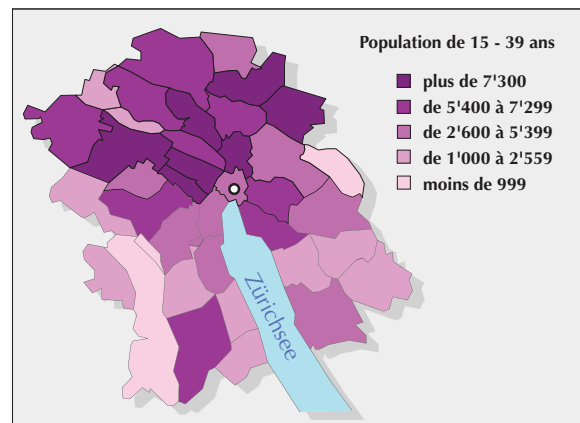 Population de 15 - 39 ans
plus de 7'300
de 5'400 à 7'299
de 2'600 à 5'399
de 1'000 à 2'559
moins de 999
Zürichsee